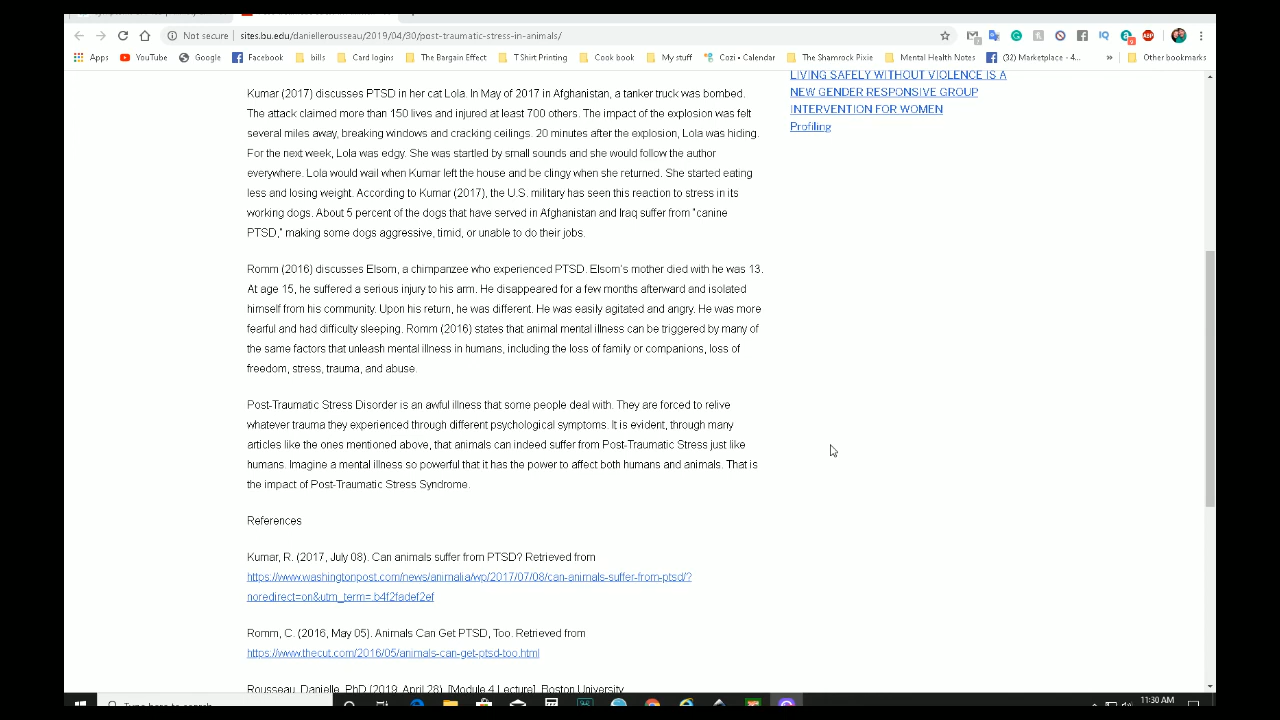 Not secure
sites.bu.edu/daniellerousseau/2019/04/30/post-traumatic-stress-in-animals/
Apps
YouTube
Google
Facebook
bills
Card logins
The Bargain Effect
T Shirt Printing
Cook book
My stuff
Cozi • Calendar
The Shamrock Pixie
Mental Health Notes
(32) Marketplace - 4...
»
Other bookmarks
Kumar (2017) discusses PTSD in her cat Lola. In May of 2017 in Afghanistan, a tanker truck was bombed.
The attack claimed more than 150 lives and injured at least 700 others. The impact of the explosion was felt
several miles away, breaking windows and cracking ceilings. 20 minutes after the explosion, Lola was hiding.
For the next week, Lola was edgy. She was startled by small sounds and she would follow the author
everywhere. Lola would wail when Kumar left the house and be clingy when she returned. She started eating
less and losing weight. According to Kumar (2017), the U.S. military has seen this reaction to stress in its
working dogs. About 5 percent of the dogs that have served in Afghanistan and Iraq suffer from "canine
PTSD," making some dogs aggressive, timid, or unable to do their jobs.
Romm (2016) discusses Elsom, a chimpanzee who experienced PTSD. Elsom's mother died with he was 13.
At age 15, he suffered a serious injury to his arm. He disappeared for a few months afterward and isolated
himself from his community. Upon his return, he was different. He was easily agitated and angry. He was more
fearful and had difficulty sleeping. Romm (2016) states that animal mental illness can be triggered by many of
the same factors that unleash mental illness in humans, including the loss of family or companions, loss of
freedom, stress, trauma, and abuse.
Post-Traumatic Stress Disorder is an awful illness that some people deal with. They are forced to relive
whatever trauma they experienced through different psychological symptoms. It is evident, through many
articles like the ones mentioned above, that animals can indeed suffer from Post-Traumatic Stress just like
humans. Imagine a mental illness so powerful that it has the power to affect both humans and animals. That is
the impact of Post-Traumatic Stress Syndrome.
References
Kumar, R. (2017, July 08). Can animals suffer from PTSD? Retrieved from
https://www.washingtonpost.com/news/animalia/wp/2017/07/08/can-animals-suffer-from-ptsd/?
noredirect=on&utm_term=.b4f2fadef2ef
Romm, C. (2016, May 05). Animals Can Get PTSD, Too. Retrieved from
https://www.thecut.com/2016/05/animals-can-get-ptsd-too.html
Rousseau, Danielle, PhD (2019, April 28). [Module 4 Lecture]. Boston University
LIVING SAFELY WITHOUT VIOLENCE IS A
NEW GENDER RESPONSIVE GROUP
INTERVENTION FOR WOMEN
Profiling
Type here to search
11:30 AM